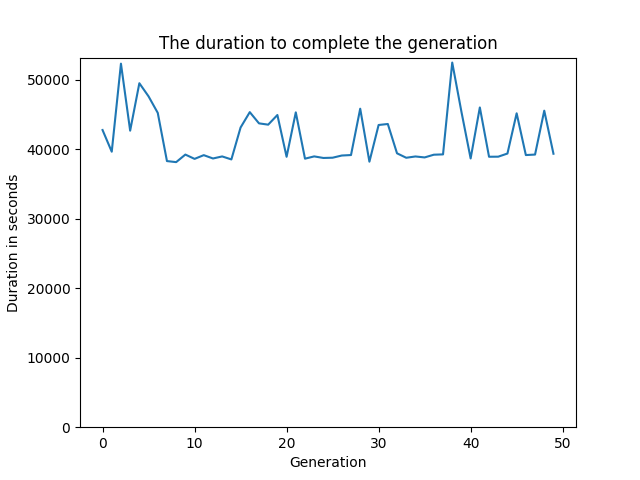 The duration to complete the generation
50000
40000
30000
20000
10000
0
Duration in seconds
0 10 20 30 40 50
Generation